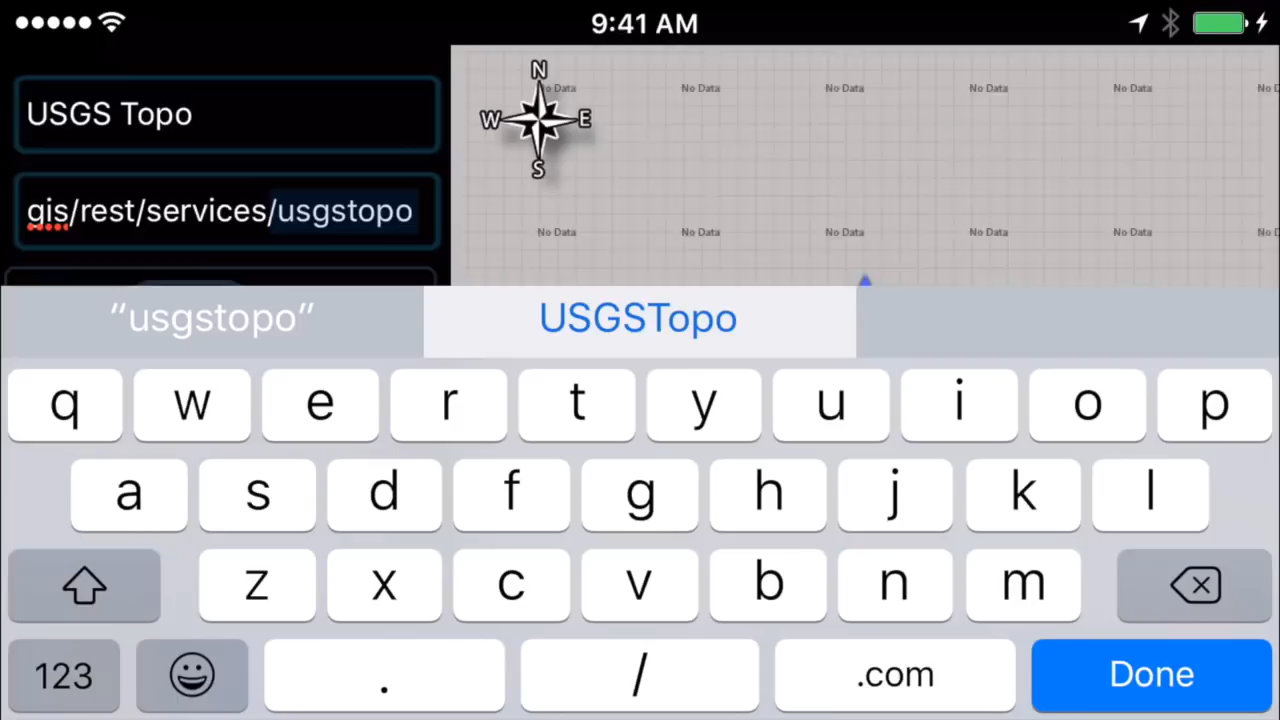 9:41 AM
USGS Topo
gis/rest/services/usgstopo
N
W E
S
No Data No Data No Data No Data No Data
No Data No Data No Data No Data No Data
“usgstopo” USGSTopo
q w e r t y u i o p
a s d f g h j k l
z x c v b n m
123 . / .com Done